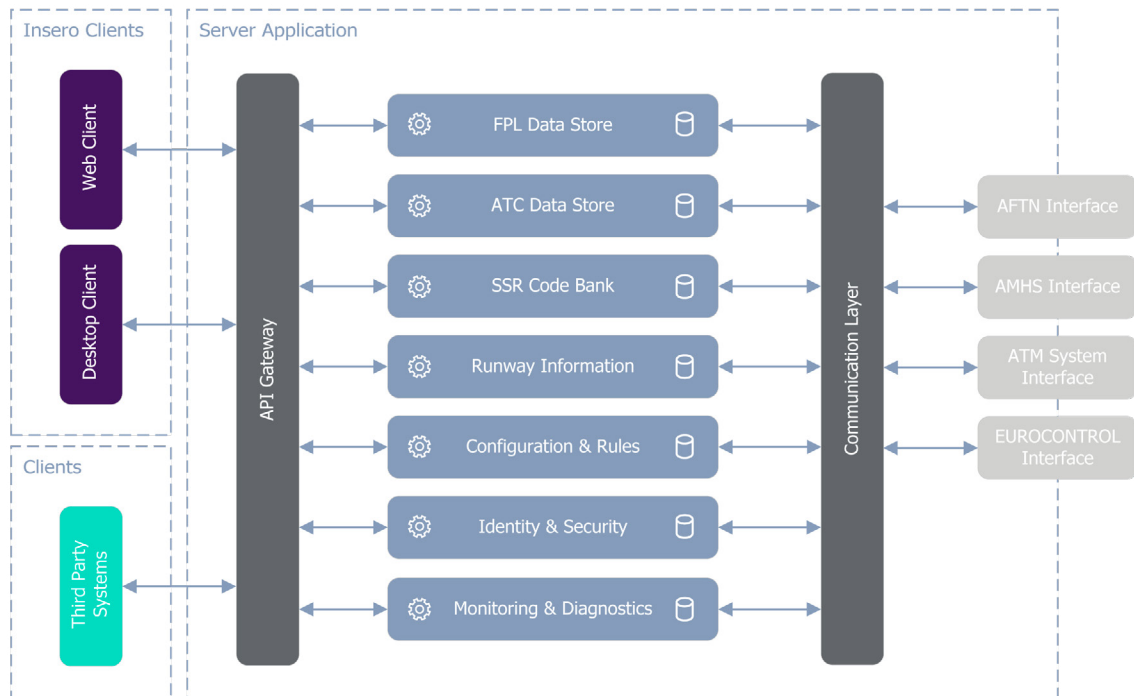 Insero Clients
Server Application
Web Client
Desktop Client
Clients
Third Party
Systems
API Gateway
FPL Data Store
ATC Data Store
SSR Code Bank
Runway Information
Configuration & Rules
Identity & Security
Monitoring & Diagnostics
Communication Layer
AFTN Interface
AMHS Interface
ATM System
Interface
EUROCONTROL
Interface